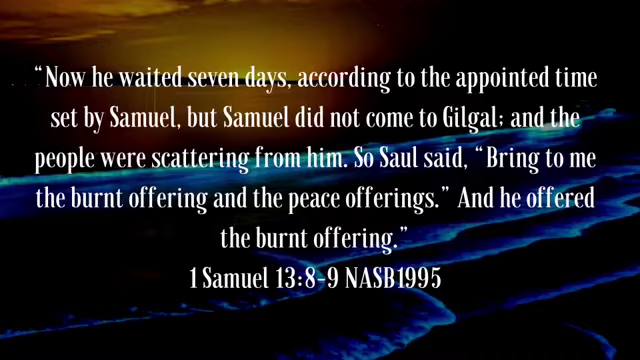 “Now he waited seven days, according to the appointed time
set by Samuel, but Samuel did not come to Gilgal; and the
people were scattering from him. So Saul said, “Bring to me
the burnt offering and the peace offerings.” And he offered
the burnt offering.”
1 Samuel 13:8-9 NASB1995